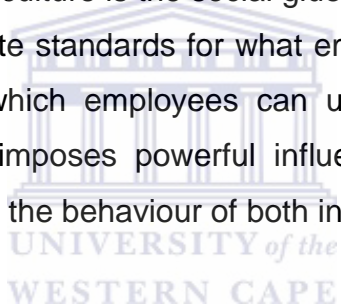 culture is the social glue
te standards for what en
which employees can u
imposes powerful influe
the behaviour of both in
UNIVERSITY of the
WESTERN CAPE